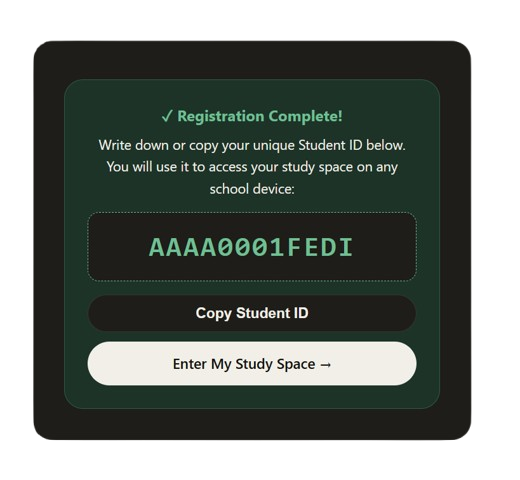 ✓ Registration Complete!
Write down or copy your unique Student ID below.
You will use it to access your study space on any
school device:
AAAA0001FEDI
Copy Student ID
Enter My Study Space →